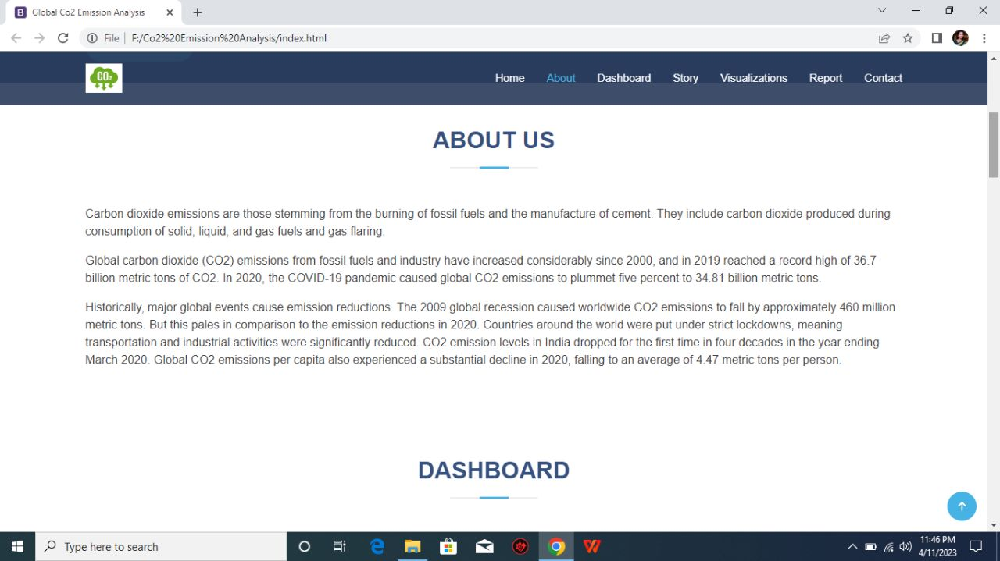 Global Co2 Emission Analysis
File
F:/Co2%20Emission%20Analysis/index.html
CO2
Home
About
Dashboard
Story
Visualizations
Report
Contact
ABOUT US
Carbon dioxide emissions are those stemming from the burning of fossil fuels and the manufacture of cement. They include carbon dioxide produced during
consumption of solid, liquid, and gas fuels and gas flaring.
Global carbon dioxide (CO2) emissions from fossil fuels and industry have increased considerably since 2000, and in 2019 reached a record high of 36.7
billion metric tons of CO2. In 2020, the COVID-19 pandemic caused global CO2 emissions to plummet five percent to 34.81 billion metric tons.
Historically, major global events cause emission reductions. The 2009 global recession caused worldwide CO2 emissions to fall by approximately 460 million
metric tons. But this pales in comparison to the emission reductions in 2020. Countries around the world were put under strict lockdowns, meaning
transportation and industrial activities were significantly reduced. CO2 emission levels in India dropped for the first time in four decades in the year ending
March 2020. Global CO2 emissions per capita also experienced a substantial decline in 2020, falling to an average of 4.47 metric tons per person.
DASHBOARD
Type here to search
11:46 PM
4/11/2023